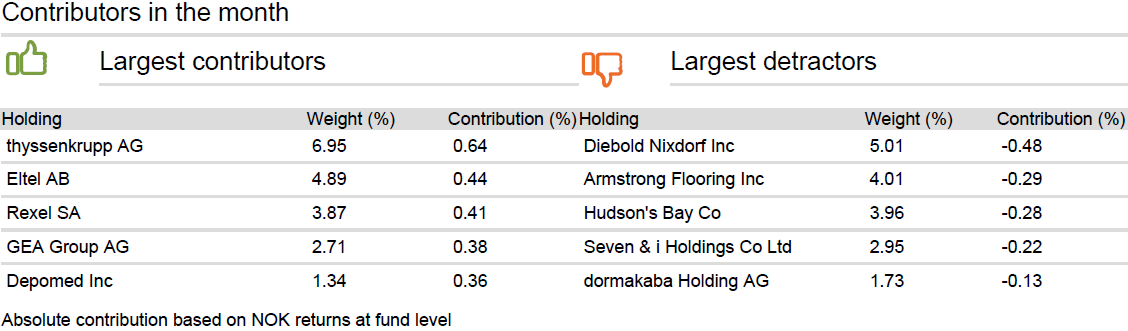 Contributors in the month
Largest contributors Largest detractors
Holding Weight (%) Contribution (%) Holding Weight (%) Contribution (%)
thyssenkrupp AG 6.95 0.64 Diebold Nixdorf Inc 5.01 -0.48
Eltel AB 4.89 0.44 Armstrong Flooring Inc 4.01 -0.29
Rexel SA 3.87 0.41 Hudson's Bay Co 3.96 -0.28
GEA Group AG 2.71 0.38 Seven & i Holdings Co Ltd 2.95 -0.22
Depomed Inc 1.34 0.36 dormakaba Holding AG 1.73 -0.13
Absolute contribution based on NOK returns at fund level